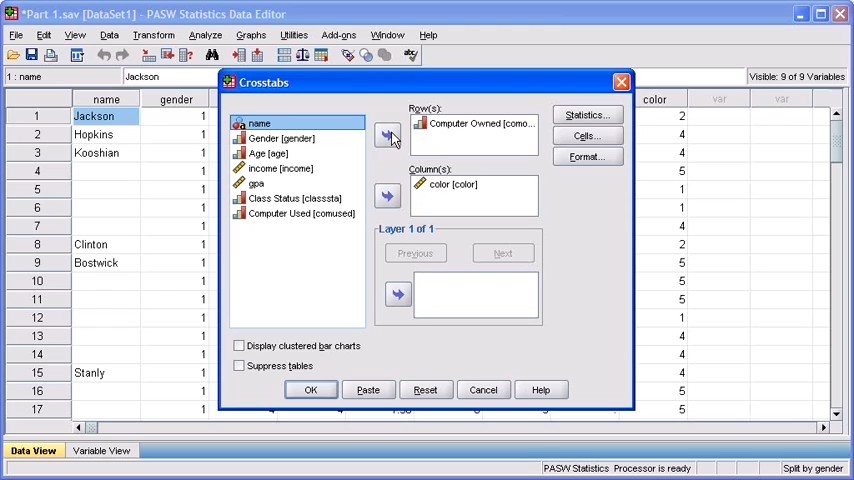 *Part 1.sav [DataSet1] - PASW Statistics Data Editor
File Edit View Data Transform Analyze Graphs Utilities Add-ons Window Help
1 : name Jackson Visible: 9 of 9 Variables
name gender color var var
1 Jackson 1 2
2 Hopkins 1 4
3 Kooshian 1 4
4 1 5
5 1 1
6 1 1
7 1 4
8 Clinton 1 2
9 Bostwick 1 5
10 1 5
11 1 5
12 1 1
13 1 4
14 1 4
15 Stanly 1 4
16 1 5
17 1 5
Crosstabs
name
Gender [gender]
Age [age]
income [income]
gpa
Class Status [classsta]
Computer Used [comused]
Row(s):
Computer Owned [como...
Column(s):
color [color]
Layer 1 of 1
Previous Next
Statistics...
Cells...
Format...
Display clustered bar charts
Suppress tables
OK Paste Reset Cancel Help
Data View Variable View
PASW Statistics Processor is ready Split by gender